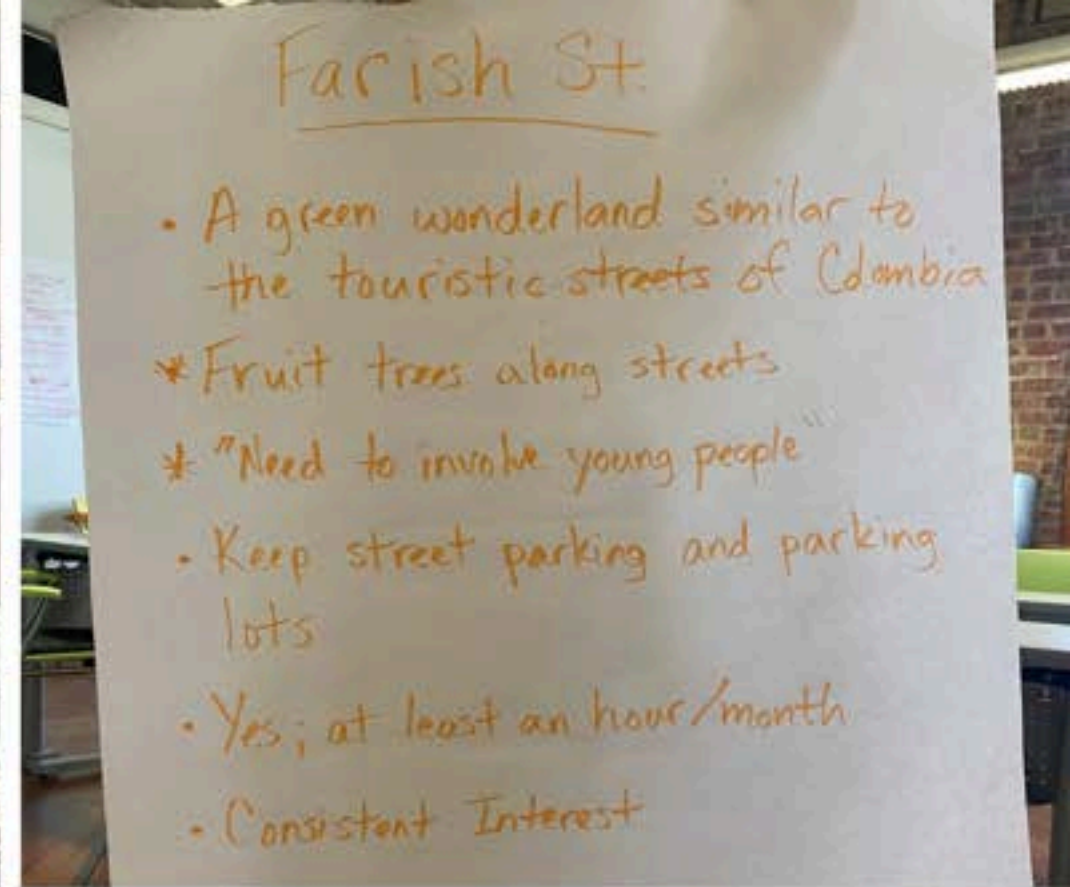 Farish St.
• A green wonderland similar to
the touristic streets of Colombia
* Fruit trees along streets
* "Need to involve young people"
• Keep street parking and parking
lots
• Yes; at least an hour/month
• Consistent Interest